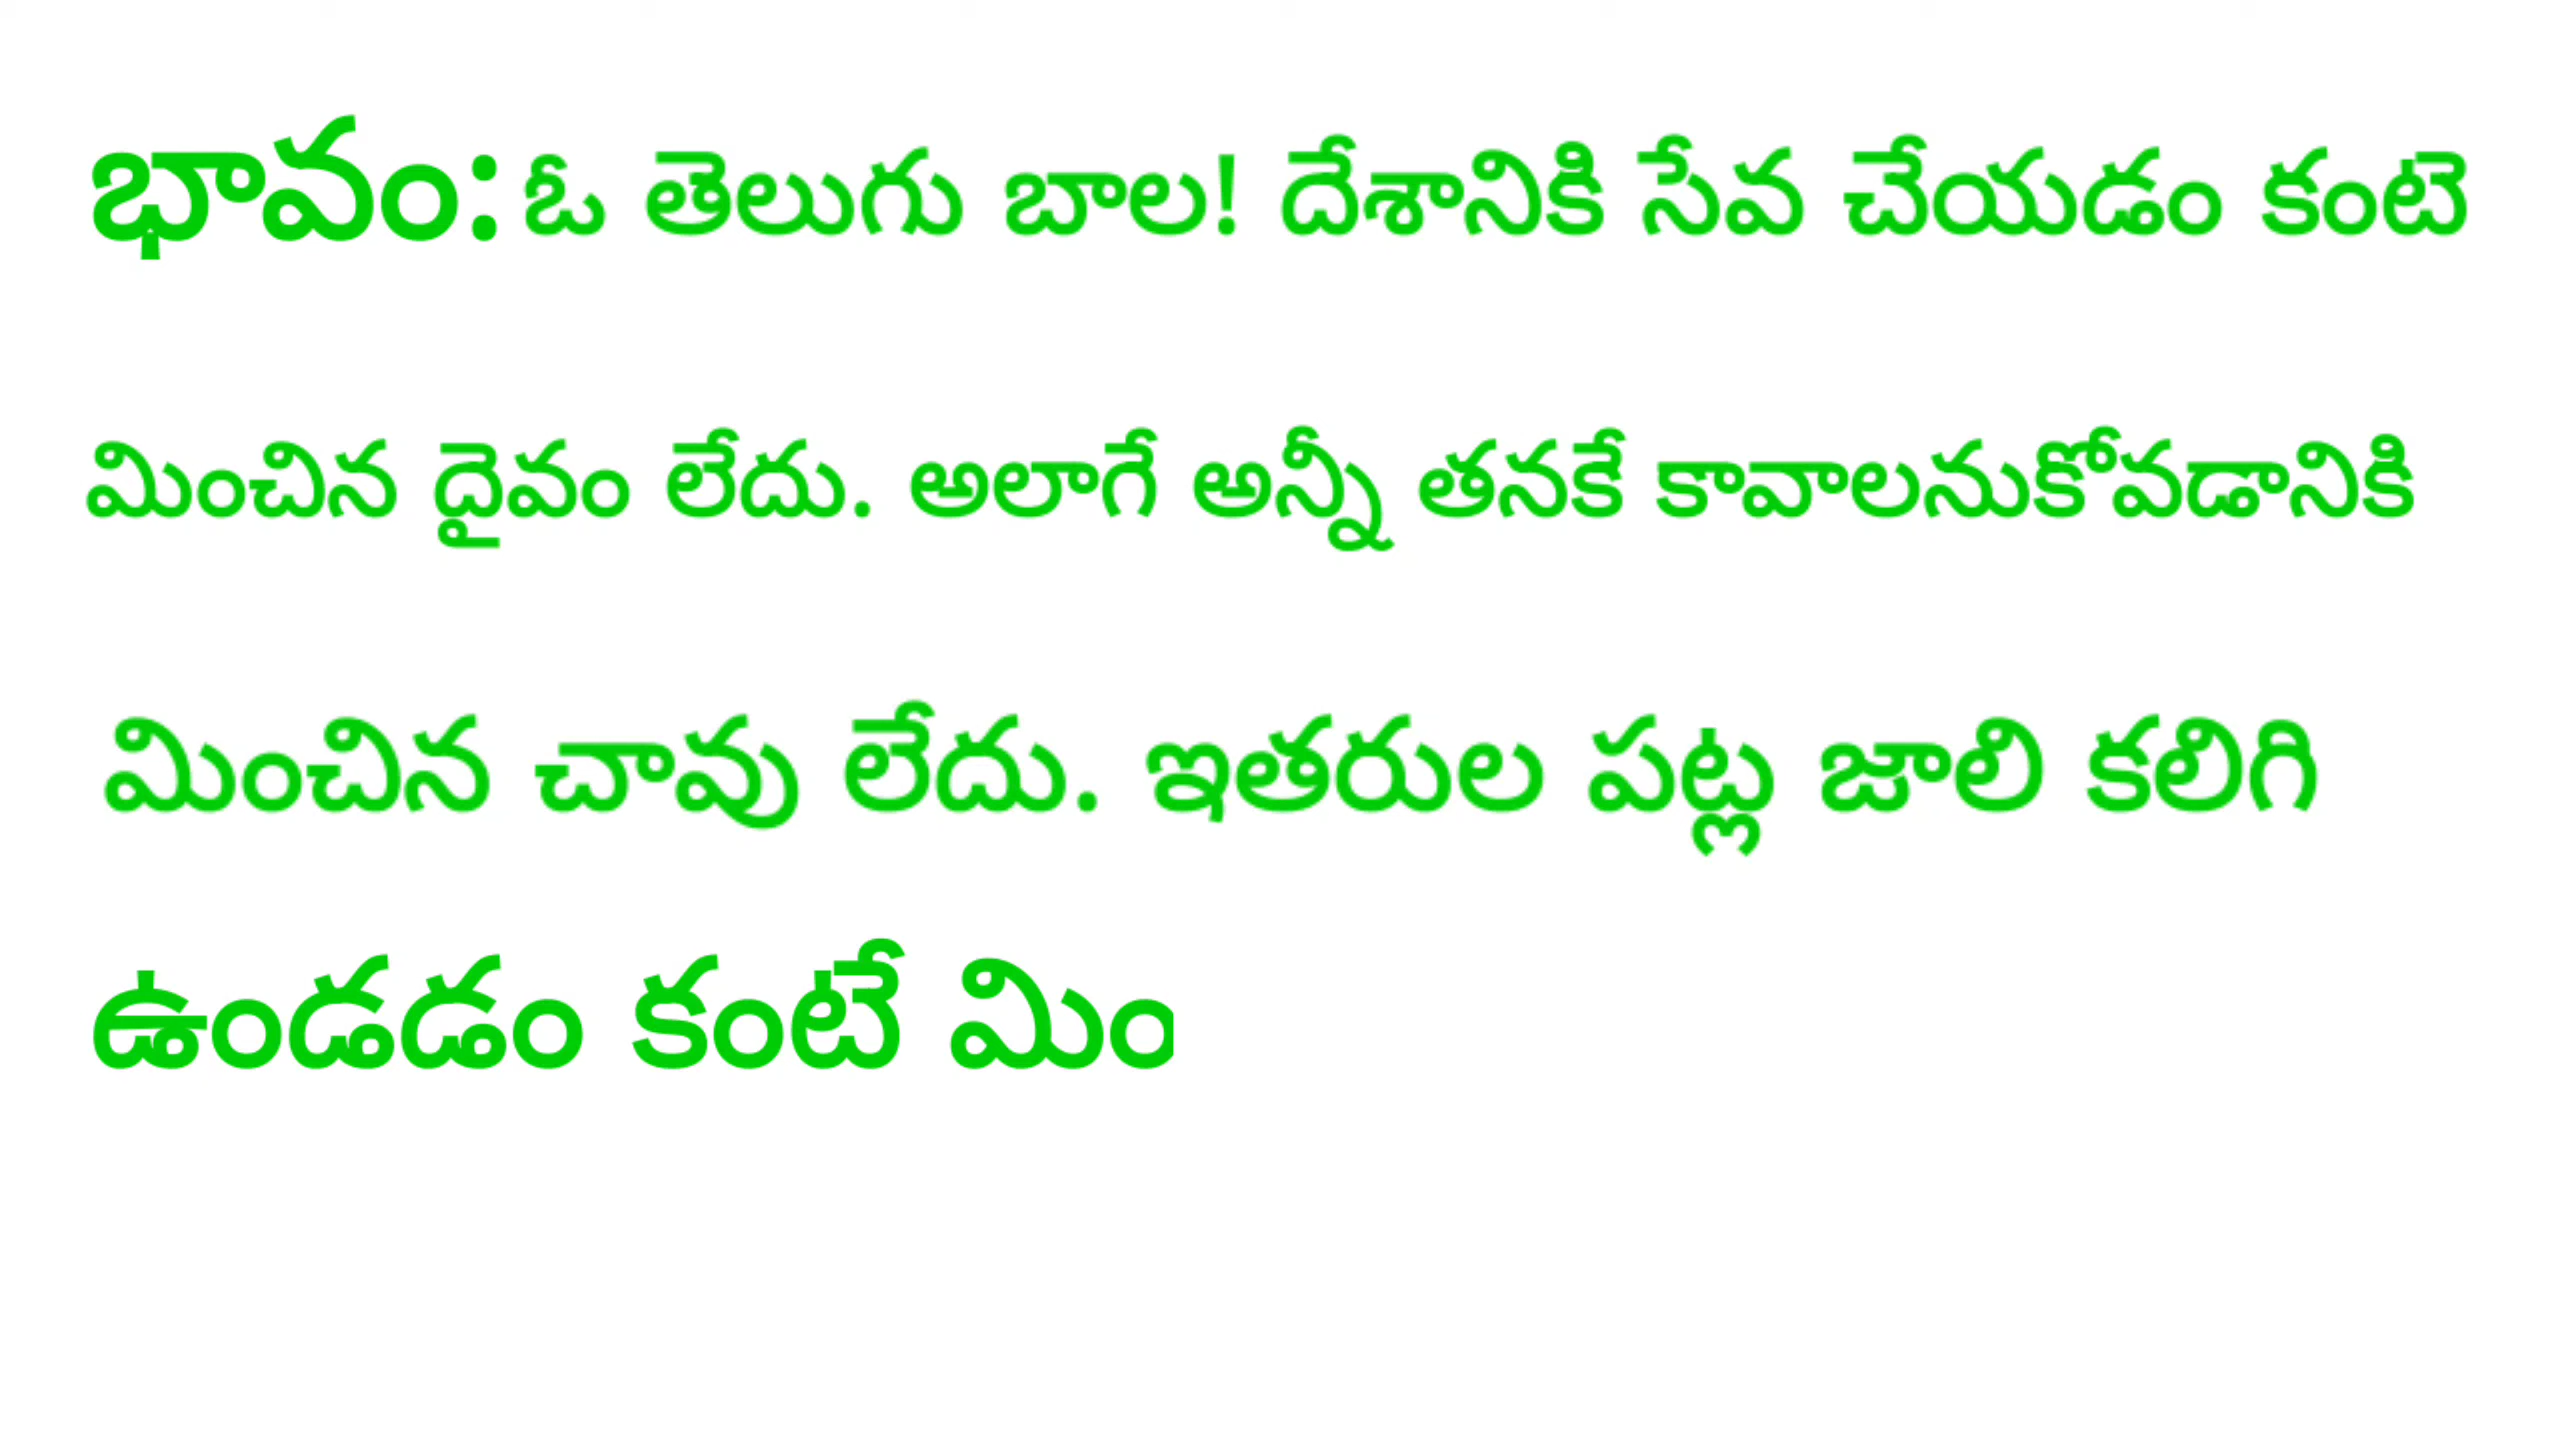 భావం: ఓ తెలుగు బాల! దేశానికి సేవ చేయడం కంటె
మించిన దైవం లేదు. అలాగే అన్నీ తనకే కావాలనుకోవడానికి
మించిన చావు లేదు. ఇతరుల పట్ల జాలి కలిగి
ఉండడం కంటే మిం